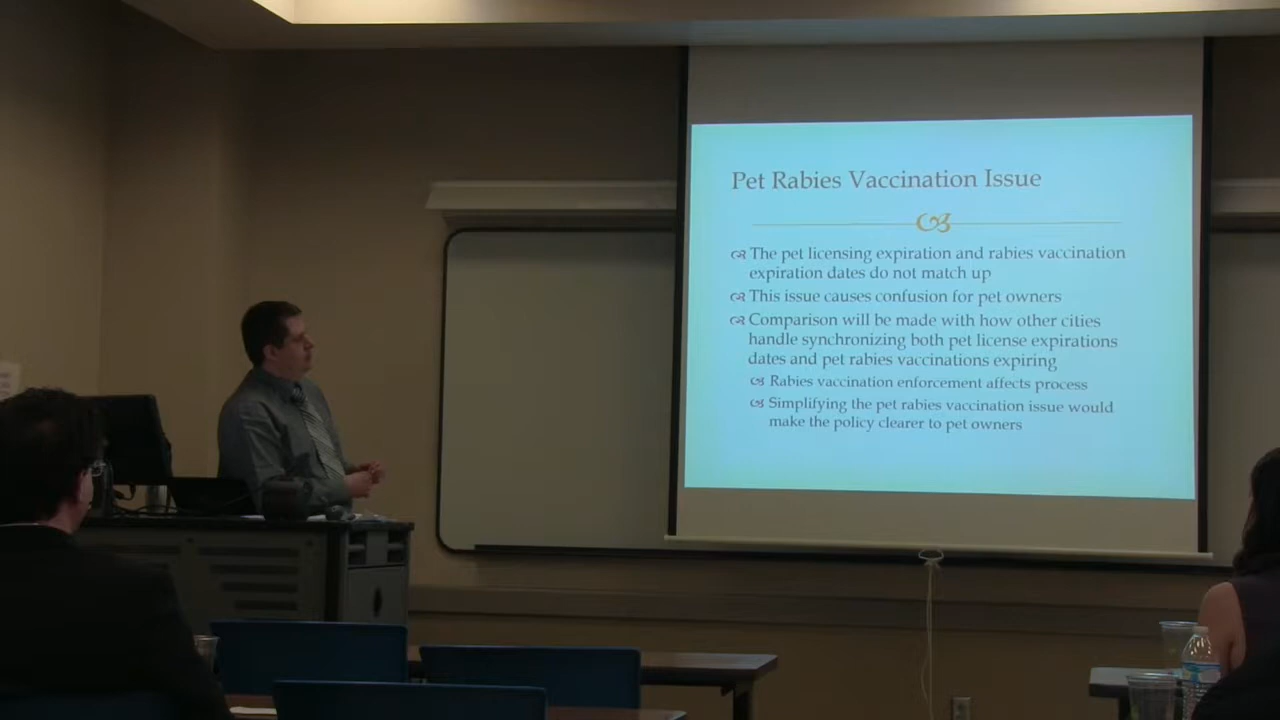 Pet Rabies Vaccination Issue
The pet licensing expiration and rabies vaccination
expiration dates do not match up
This issue causes confusion for pet owners
Comparison will be made with how other cities
handle synchronizing both pet license expirations
dates and pet rabies vaccinations expiring
Rabies vaccination enforcement affects process
Simplifying the pet rabies vaccination issue would
make the policy clearer to pet owners